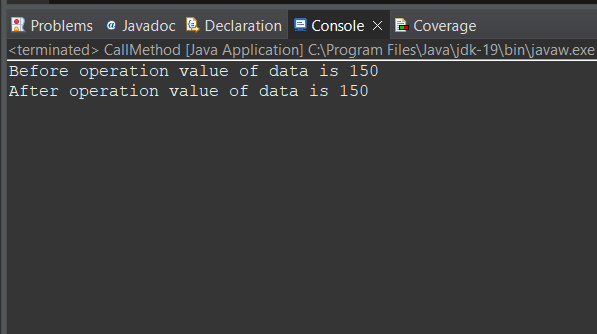 Problems @ Javadoc Declaration Console × Coverage
<terminated> CallMethod [Java Application] C:\Program Files\Java\jdk-19\bin\javaw.exe
Before operation value of data is 150
After operation value of data is 150